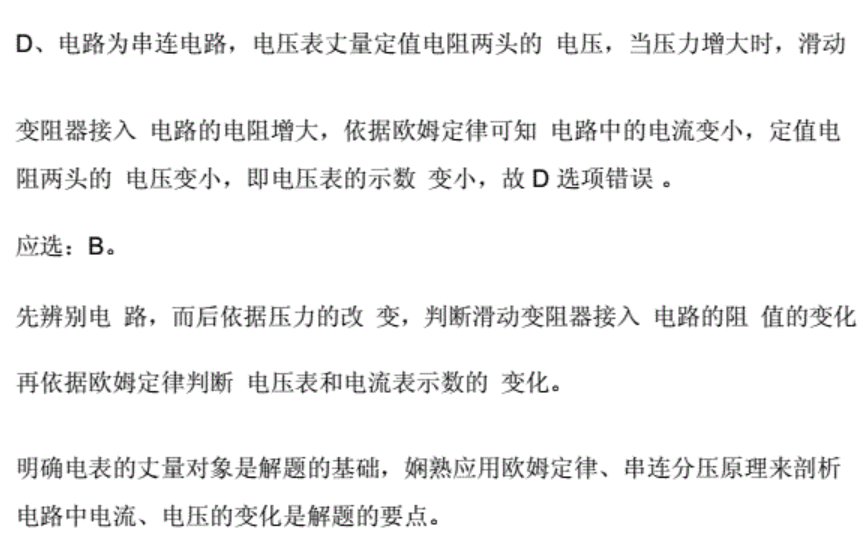 D、电路为串连电路，电压表丈量定值电阻两头的 电压，当压力增大时，滑动
变阻器接入 电路的电阻增大，依据欧姆定律可知 电路中的电流变小，定值电
阻两头的 电压变小，即电压表的示数 变小，故 D 选项错误 。
应选：B。
先辨别电 路，而后依据压力的改 变，判断滑动变阻器接入 电路的阻 值的变化
再依据欧姆定律判断 电压表和电流表示数的 变化。
明确电表的丈量对象是解题的基础，娴熟应用欧姆定律、串连分压原理来剖析
电路中电流、电压的变化是解题的要点。